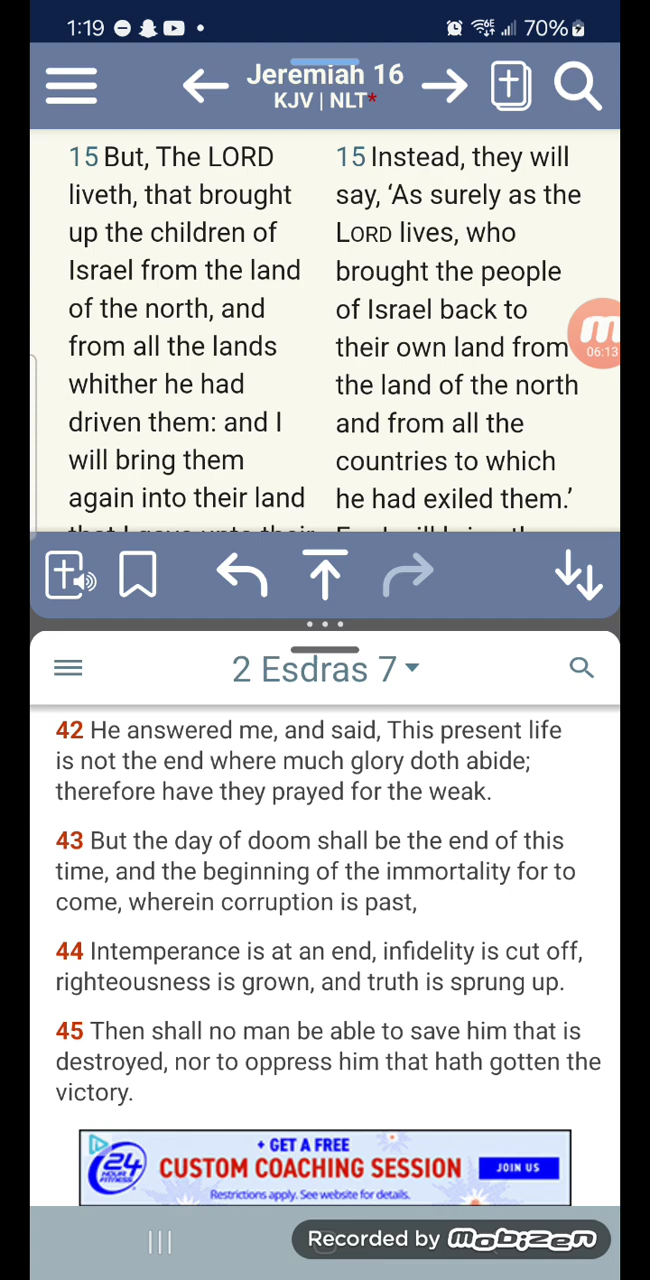 1:19 70%
Jeremiah 16
KJV | NLT*
15 But, The LORD
liveth, that brought
up the children of
Israel from the land
of the north, and
from all the lands
whither he had
driven them: and I
will bring them
again into their land
15 Instead, they will
say, ‘As surely as the
LORD lives, who
brought the people
of Israel back to
their own land from
the land of the north
and from all the
countries to which
he had exiled them.’
m
06:13
2 Esdras 7
42 He answered me, and said, This present life
is not the end where much glory doth abide;
therefore have they prayed for the weak.
43 But the day of doom shall be the end of this
time, and the beginning of the immortality for to
come, wherein corruption is past,
44 Intemperance is at an end, infidelity is cut off,
righteousness is grown, and truth is sprung up.
45 Then shall no man be able to save him that is
destroyed, nor to oppress him that hath gotten the
victory.
24
HOUR
FITNESS
+ GET A FREE
CUSTOM COACHING SESSION
JOIN US
Restrictions apply. See website for details.
Recorded by mobizen